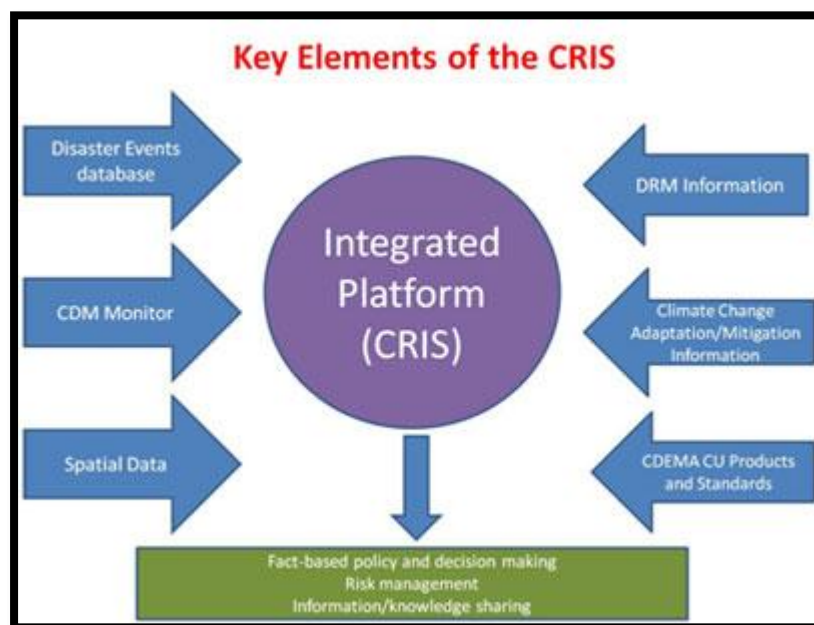 Key Elements of the CRIS
Disaster Events
database
CDM Monitor
Spatial Data
Integrated
Platform
(CRIS)
DRM Information
Climate Change
Adaptation/Mitigation
Information
CDEMA CU Products
and Standards
Fact-based policy and decision making
Risk management
Information/knowledge sharing